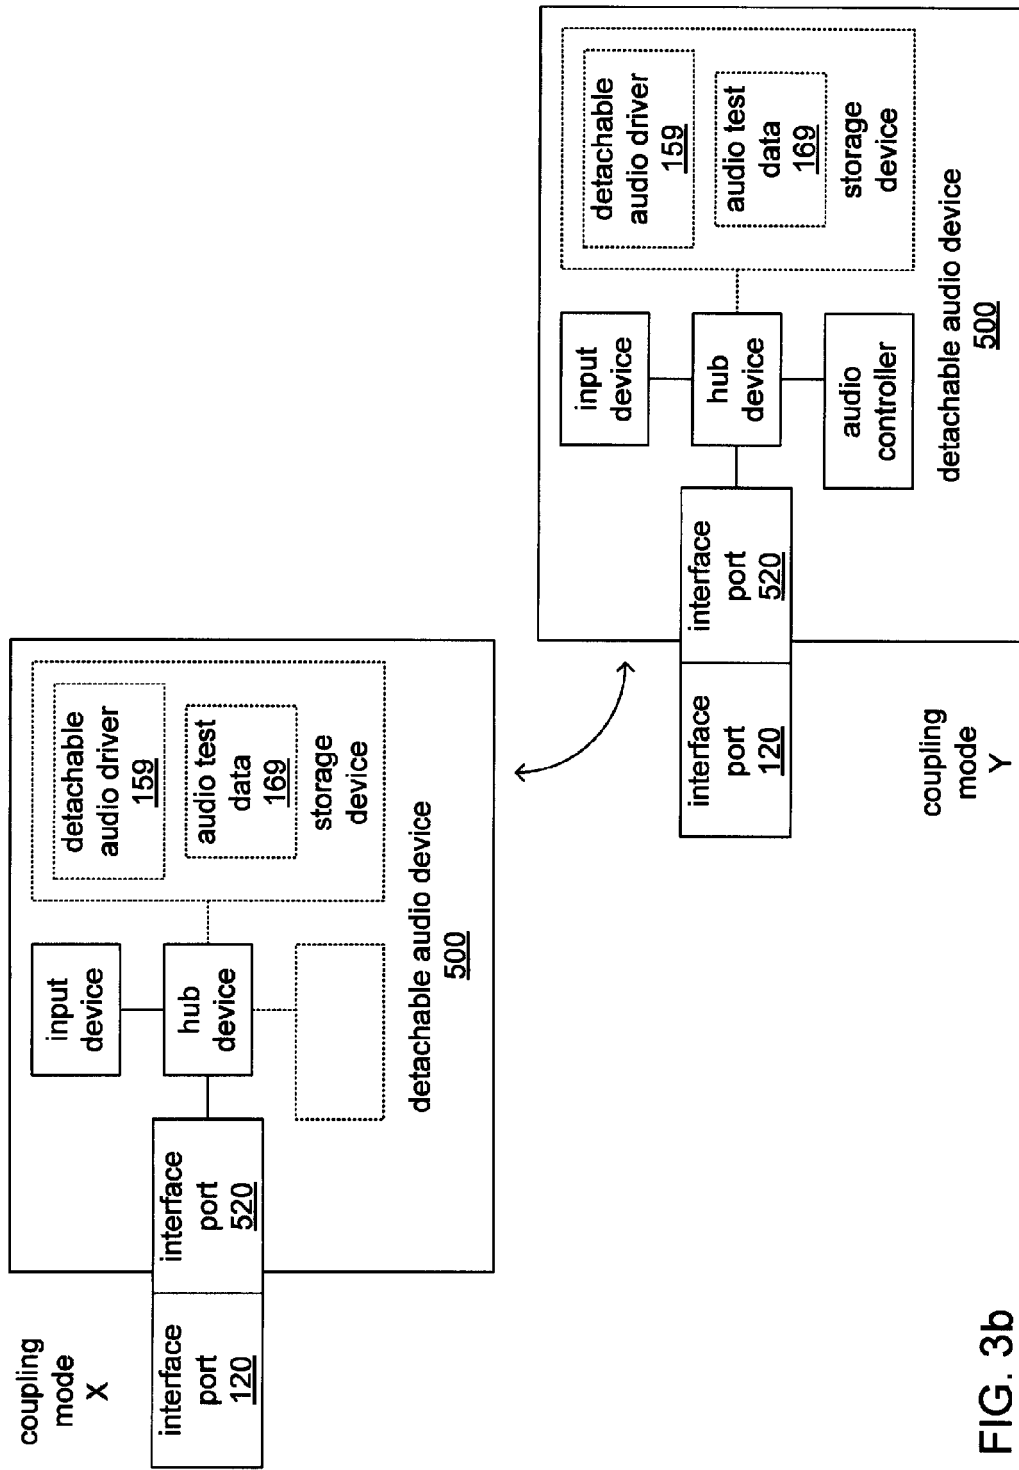 coupling
mode
X
interface
port
120
interface
port
520
input
device
hub
device
detachable
audio driver
159
audio test
data
169
storage
device
detachable audio device
500
coupling
mode
Y
interface
port
120
interface
port
520
input
device
hub
device
audio
controller
detachable
audio driver
159
audio test
data
169
storage
device
detachable audio device
500
FIG. 3b